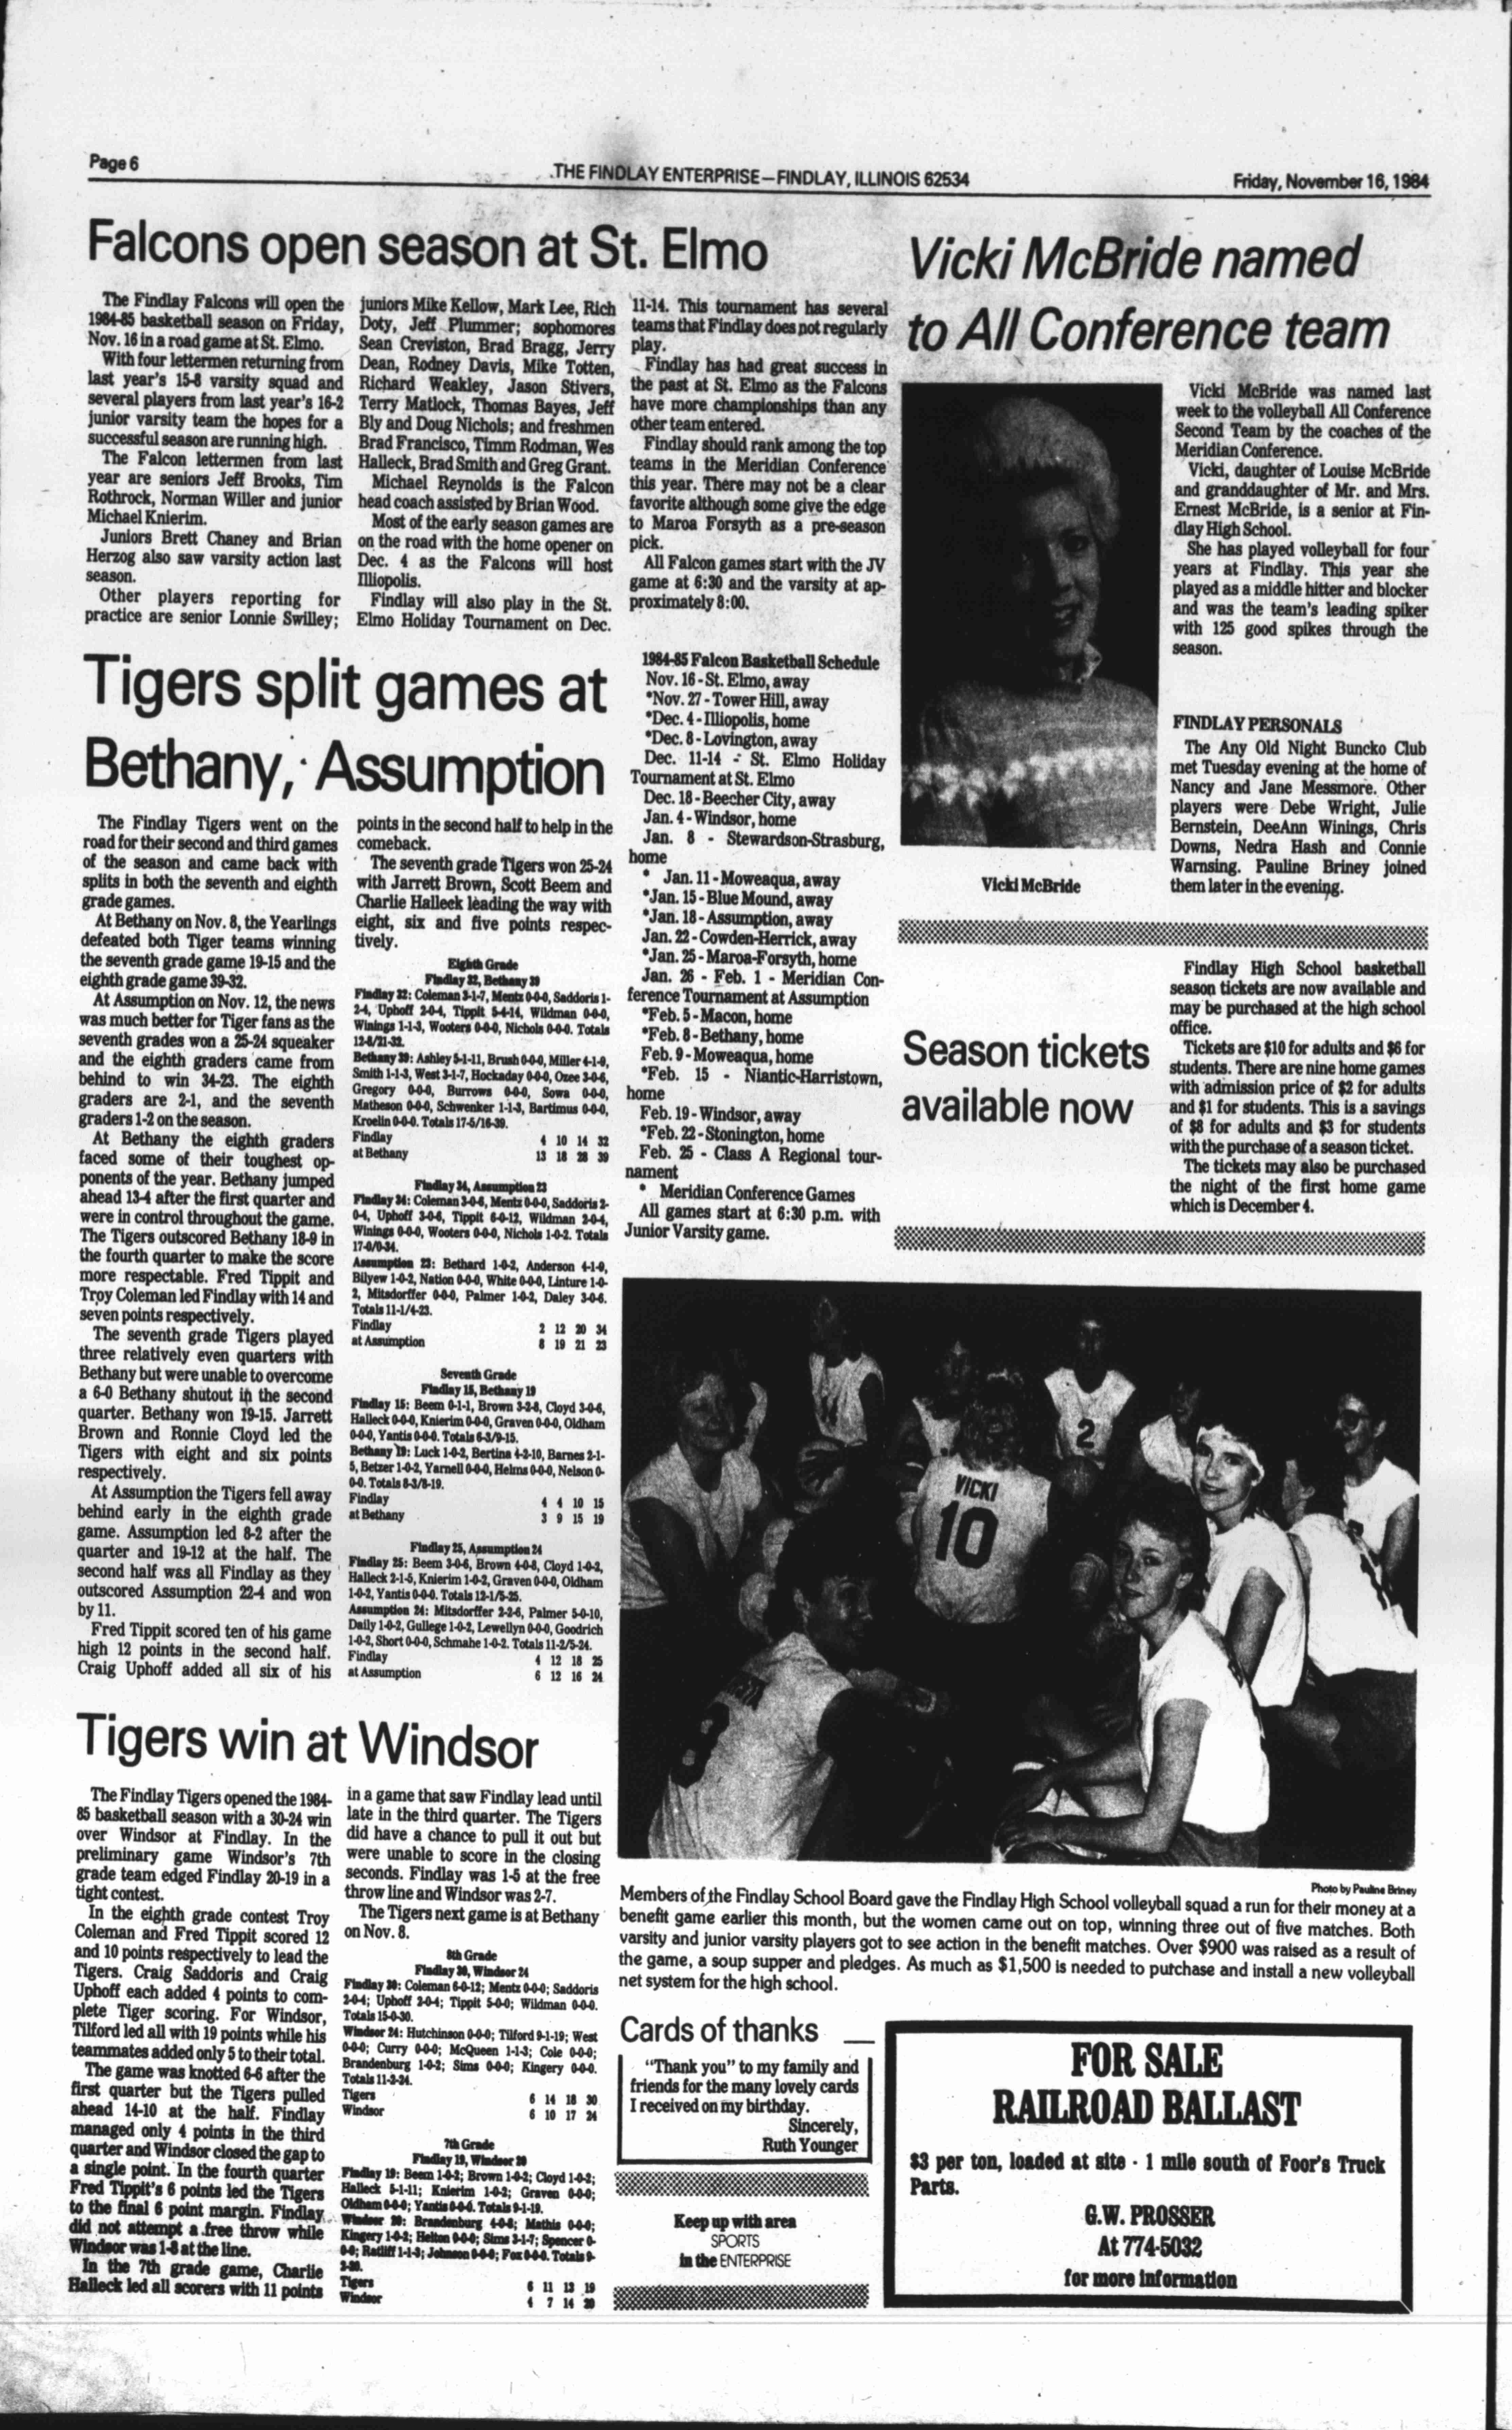 Page 6
THE FINDLAY ENTERPRISE—FINDLAY, ILLINOIS 62534
Friday, November 16, 1984
Falcons open season at St. Elmo
The Findlay Falcons will open the
1984-85 basketball season on Friday,
Nov. 16 in a road game at St. Elmo.
With four lettermen returning from
last year's 15-8 varsity squad and
several players from last year's 16-2
junior varsity team the hopes for a
successful season are running high.
The Falcon lettermen from last
year are seniors Jeff Brooks, Tim
Rothrock, Norman Willer and junior
Michael Knierim.
Juniors Brett Chaney and Brian
Herzog also saw varsity action last
season.
Other players reporting for
practice are senior Lonnie Swilley;
juniors Mike Kellow, Mark Lee, Rich
Doty, Jeff Plummer; sophomores
Sean Creviston, Brad Bragg, Jerry
Dean, Rodney Davis, Mike Totten,
Richard Weakley, Jason Stivers,
Terry Matlock, Thomas Bayes, Jeff
Bly and Doug Nichols; and freshmen
Brad Francisco, Timm Rodman, Wes
Halleck, Brad Smith and Greg Grant.
Michael Reynolds is the Falcon
head coach assisted by Brian Wood.
Most of the early season games are
on the road with the home opener on
Dec. 4 as the Falcons will host
Illiopolis.
Findlay will also play in the St.
Elmo Holiday Tournament on Dec.
11-14. This tournament has several
teams that Findlay does not regularly
play.
Findlay has had great success in
the past at St. Elmo as the Falcons
have more championships than any
other team entered.
Findlay should rank among the top
teams in the Meridian Conference
this year. There may not be a clear
favorite although some give the edge
to Maroa Forsyth as a pre-season
pick.
All Falcon games start with the JV
game at 6:30 and the varsity at ap-
proximately 8:00.
1984-85 Falcon Basketball Schedule
Nov. 16 - St. Elmo, away
*Nov. 27 - Tower Hill, away
*Dec. 4 - Illiopolis, home
*Dec. 8 - Lovington, away
Dec. 11-14 - St. Elmo Holiday
Tournament at St. Elmo
Dec. 18 - Beecher City, away
Jan. 4 - Windsor, home
Jan. 8 - Stewardson-Strasburg,
home
* Jan. 11 - Moweaqua, away
*Jan. 15 - Blue Mound, away
*Jan. 18 - Assumption, away
Jan. 22 - Cowden-Herrick, away
*Jan. 25 - Maroa-Forsyth, home
Jan. 26 - Feb. 1 - Meridian Con-
ference Tournament at Assumption
*Feb. 5 - Macon, home
*Feb. 8 - Bethany, home
Feb. 9 - Moweaqua, home
*Feb. 15 - Niantic-Harristown,
home
Feb. 19 - Windsor, away
*Feb. 22 - Stonington, home
Feb. 25 - Class A Regional tour-
nament
* Meridian Conference Games
All games start at 6:30 p.m. with
Junior Varsity game.
Vicki McBride named
to All Conference team
Vicki McBride
Vicki McBride was named last
week to the volleyball All Conference
Second Team by the coaches of the
Meridian Conference.
Vicki, daughter of Louise McBride
and granddaughter of Mr. and Mrs.
Ernest McBride, is a senior at Fin-
dlay High School.
She has played volleyball for four
years at Findlay. This year she
played as a middle hitter and blocker
and was the team's leading spiker
with 125 good spikes through the
season.
FINDLAY PERSONALS
The Any Old Night Buncko Club
met Tuesday evening at the home of
Nancy and Jane Messmore. Other
players were Debe Wright, Julie
Bernstein, DeeAnn Winings, Chris
Downs, Nedra Hash and Connie
Warnsing. Pauline Briney joined
them later in the evening.
Season tickets
available now
Findlay High School basketball
season tickets are now available and
may be purchased at the high school
office.
Tickets are $10 for adults and $6 for
students. There are nine home games
with admission price of $2 for adults
and $1 for students. This is a savings
of $8 for adults and $3 for students
with the purchase of a season ticket.
The tickets may also be purchased
the night of the first home game
which is December 4.
Tigers split games at
Bethany, Assumption
The Findlay Tigers went on the
road for their second and third games
of the season and came back with
splits in both the seventh and eighth
grade games.
At Bethany on Nov. 8, the Yearlings
defeated both Tiger teams winning
the seventh grade game 19-15 and the
eighth grade game 39-32.
At Assumption on Nov. 12, the news
was much better for Tiger fans as the
seventh grades won a 25-24 squeaker
and the eighth graders came from
behind to win 34-23. The eighth
graders are 2-1, and the seventh
graders 1-2 on the season.
At Bethany the eighth graders
faced some of their toughest op-
ponents of the year. Bethany jumped
ahead 13-4 after the first quarter and
were in control throughout the game.
The Tigers outscored Bethany 18-9 in
the fourth quarter to make the score
more respectable. Fred Tippit and
Troy Coleman led Findlay with 14 and
seven points respectively.
The seventh grade Tigers played
three relatively even quarters with
Bethany but were unable to overcome
a 6-0 Bethany shutout in the second
quarter. Bethany won 19-15. Jarrett
Brown and Ronnie Cloyd led the
Tigers with eight and six points
respectively.
At Assumption the Tigers fell away
behind early in the eighth grade
game. Assumption led 8-2 after the
quarter and 19-12 at the half. The
second half was all Findlay as they
outscored Assumption 22-4 and won
by 11.
Fred Tippit scored ten of his game
high 12 points in the second half.
Craig Uphoff added all six of his
points in the second half to help in the
comeback.
The seventh grade Tigers won 25-24
with Jarrett Brown, Scott Beem and
Charlie Halleck leading the way with
eight, six and five points respec-
tively.
Eighth Grade
Findlay 32, Bethany 39
Findlay 32: Coleman 3-1-7, Mentz 0-0-0, Saddoris 1-
2-4, Uphoff 2-0-4, Tippit 5-4-14, Wildman 0-0-0,
Winings 1-1-3, Wooters 0-0-0, Nichols 0-0-0. Totals
12-8/21-32.
Bethany 39: Ashley 5-1-11, Brush 0-0-0, Miller 4-1-9,
Smith 1-1-3, West 3-1-7, Hockaday 0-0-0, Ozee 3-0-6,
Gregory 0-0-0, Burrows 0-0-0, Sowa 0-0-0,
Matheson 0-0-0, Schwenker 1-1-3, Bartimus 0-0-0,
Kroelin 0-0-0. Totals 17-5/16-39.
Findlay 4 10 14 32
at Bethany 13 18 28 39
Findlay 34, Assumption 23
Findlay 34: Coleman 3-0-6, Mentz 0-0-0, Saddoris 2-
0-4, Uphoff 3-0-6, Tippit 6-0-12, Wildman 2-0-4,
Winings 0-0-0, Wooters 0-0-0, Nichols 1-0-2. Totals
17-0/0-34.
Assumption 23: Bethard 1-0-2, Anderson 4-1-9,
Bilyew 1-0-2, Nation 0-0-0, White 0-0-0, Linture 1-0-
2, Mitsdorffer 0-0-0, Palmer 1-0-2, Daley 3-0-6.
Totals 11-1/4-23.
Findlay 2 12 20 34
at Assumption 8 19 21 23
Seventh Grade
Findlay 15, Bethany 19
Findlay 15: Beem 0-1-1, Brown 3-2-8, Cloyd 3-0-6,
Halleck 0-0-0, Knierim 0-0-0, Graven 0-0-0, Oldham
0-0-0, Yantis 0-0-0. Totals 6-3/9-15.
Bethany 19: Luck 1-0-2, Bertina 4-2-10, Barnes 2-1-
5, Betzer 1-0-2, Yarnell 0-0-0, Helms 0-0-0, Nelson 0-
0-0. Totals 8-3/8-19.
Findlay 4 4 10 15
at Bethany 3 9 15 19
Findlay 25, Assumption 24
Findlay 25: Beem 3-0-6, Brown 4-0-8, Cloyd 1-0-2,
Halleck 2-1-5, Knierim 1-0-2, Graven 0-0-0, Oldham
1-0-2, Yantis 0-0-0. Totals 12-1/5-25.
Assumption 24: Mitsdorffer 2-2-6, Palmer 5-0-10,
Daily 1-0-2, Gullege 1-0-2, Lewellyn 0-0-0, Goodrich
1-0-2, Short 0-0-0, Schmahe 1-0-2. Totals 11-2/5-24.
Findlay 4 12 18 25
at Assumption 6 12 16 24
VICKI
10
2
Photo by Pauline Briney
Members of the Findlay School Board gave the Findlay High School volleyball squad a run for their money at a
benefit game earlier this month, but the women came out on top, winning three out of five matches. Both
varsity and junior varsity players got to see action in the benefit matches. Over $900 was raised as a result of
the game, a soup supper and pledges. As much as $1,500 is needed to purchase and install a new volleyball
net system for the high school.
Tigers win at Windsor
The Findlay Tigers opened the 1984-
85 basketball season with a 30-24 win
over Windsor at Findlay. In the
preliminary game Windsor's 7th
grade team edged Findlay 20-19 in a
tight contest.
In the eighth grade contest Troy
Coleman and Fred Tippit scored 12
and 10 points respectively to lead the
Tigers. Craig Saddoris and Craig
Uphoff each added 4 points to com-
plete Tiger scoring. For Windsor,
Tilford led all with 19 points while his
teammates added only 5 to their total.
The game was knotted 6-6 after the
first quarter but the Tigers pulled
ahead 14-10 at the half. Findlay
managed only 4 points in the third
quarter and Windsor closed the gap to
a single point. In the fourth quarter
Fred Tippit's 6 points led the Tigers
to the final 6 point margin. Findlay
did not attempt a free throw while
Windsor was 1-8 at the line.
In the 7th grade game, Charlie
Halleck led all scorers with 11 points
in a game that saw Findlay lead until
late in the third quarter. The Tigers
did have a chance to pull it out but
were unable to score in the closing
seconds. Findlay was 1-5 at the free
throw line and Windsor was 2-7.
The Tigers next game is at Bethany
on Nov. 8.
8th Grade
Findlay 30, Windsor 24
Findlay 30: Coleman 6-0-12; Mentz 0-0-0; Saddoris
2-0-4; Uphoff 2-0-4; Tippit 5-0-0; Wildman 0-0-0.
Totals 15-0-30.
Windsor 24: Hutchinson 0-0-0; Tilford 9-1-19; West
0-0-0; Curry 0-0-0; McQueen 1-1-3; Cole 0-0-0;
Brandenburg 1-0-2; Sims 0-0-0; Kingery 0-0-0.
Totals 11-2-24.
Tigers 6 14 18 30
Windsor 6 10 17 24
7th Grade
Findlay 19, Windsor 20
Findlay 19: Beem 1-0-2; Brown 1-0-2; Cloyd 1-0-2;
Halleck 5-1-11; Knierim 1-0-2; Graven 0-0-0;
Oldham 0-0-0; Yantis 0-0-0. Totals 9-1-19.
Windsor 20: Brandenburg 4-0-8; Mathis 0-0-0;
Kingery 1-0-2; Helton 0-0-0; Sims 3-1-7; Spencer 0-
0-0; Ratliff 1-1-3; Johnson 0-0-0; Fox 0-0-0. Totals 9-
2-20.
Tigers 6 11 13 19
Windsor 4 7 14 20
Cards of thanks
"Thank you" to my family and
friends for the many lovely cards
I received on my birthday.
Sincerely,
Ruth Younger
Keep up with area
SPORTS
in the ENTERPRISE
FOR SALE
RAILROAD BALLAST
$3 per ton, loaded at site - 1 mile south of Foor's Truck
Parts.
G.W. PROSSER
At 774-5032
for more information